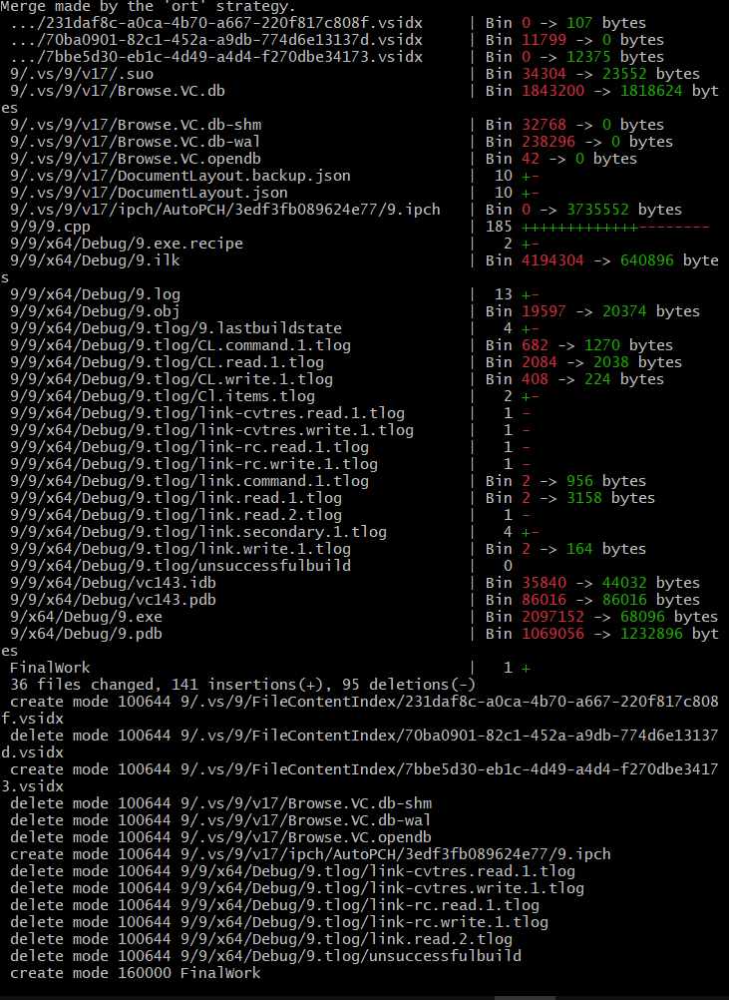 Merge made by the 'ort' strategy.
 .../231daf8c-a0ca-4b70-a667-220f817c808f.vsidx     | Bin 0 -> 107 bytes
 .../70ba0901-82c1-452a-a9db-774d6e13137d.vsidx     | Bin 11799 -> 0 bytes
 .../7bbe5d30-eb1c-4d49-a4d4-f270dbe34173.vsidx     | Bin 0 -> 12375 bytes
 9/.vs/9/v17/.suo                                   | Bin 34304 -> 23552 bytes
 9/.vs/9/v17/Browse.VC.db                           | Bin 1843200 -> 1818624 byt
es
 9/.vs/9/v17/Browse.VC.db-shm                       | Bin 32768 -> 0 bytes
 9/.vs/9/v17/Browse.VC.db-wal                       | Bin 238296 -> 0 bytes
 9/.vs/9/v17/Browse.VC.opendb                       | Bin 42 -> 0 bytes
 9/.vs/9/v17/DocumentLayout.backup.json             |  10 +-
 9/.vs/9/v17/DocumentLayout.json                    |  10 +-
 9/.vs/9/v17/ipch/AutoPCH/3edf3fb089624e77/9.ipch   | Bin 0 -> 3735552 bytes
 9/9/9.cpp                                          | 185 +++++++++++++--------
 9/9/x64/Debug/9.exe.recipe                         |   2 +-
 9/9/x64/Debug/9.ilk                                | Bin 4194304 -> 640896 byte
s
 9/9/x64/Debug/9.log                                |  13 +-
 9/9/x64/Debug/9.obj                                | Bin 19597 -> 20374 bytes
 9/9/x64/Debug/9.tlog/9.lastbuildstate              |   4 +-
 9/9/x64/Debug/9.tlog/CL.command.1.tlog             | Bin 682 -> 1270 bytes
 9/9/x64/Debug/9.tlog/CL.read.1.tlog                | Bin 2084 -> 2038 bytes
 9/9/x64/Debug/9.tlog/CL.write.1.tlog               | Bin 408 -> 224 bytes
 9/9/x64/Debug/9.tlog/Cl.items.tlog                 |   2 +-
 9/9/x64/Debug/9.tlog/link-cvtres.read.1.tlog       |   1 -
 9/9/x64/Debug/9.tlog/link-cvtres.write.1.tlog      |   1 -
 9/9/x64/Debug/9.tlog/link-rc.read.1.tlog           |   1 -
 9/9/x64/Debug/9.tlog/link-rc.write.1.tlog          |   1 -
 9/9/x64/Debug/9.tlog/link.command.1.tlog           | Bin 2 -> 956 bytes
 9/9/x64/Debug/9.tlog/link.read.1.tlog              | Bin 2 -> 3158 bytes
 9/9/x64/Debug/9.tlog/link.read.2.tlog              |   1 -
 9/9/x64/Debug/9.tlog/link.secondary.1.tlog         |   4 +-
 9/9/x64/Debug/9.tlog/link.write.1.tlog             | Bin 2 -> 164 bytes
 9/9/x64/Debug/9.tlog/unsuccessfulbuild             |   0
 9/9/x64/Debug/vc143.idb                            | Bin 35840 -> 44032 bytes
 9/9/x64/Debug/vc143.pdb                            | Bin 86016 -> 86016 bytes
 9/x64/Debug/9.exe                                  | Bin 2097152 -> 68096 bytes
 9/x64/Debug/9.pdb                                  | Bin 1069056 -> 1232896 byt
es
 FinalWork                                          |   1 +
 36 files changed, 141 insertions(+), 95 deletions(-)
 create mode 100644 9/.vs/9/FileContentIndex/231daf8c-a0ca-4b70-a667-220f817c808
f.vsidx
 delete mode 100644 9/.vs/9/FileContentIndex/70ba0901-82c1-452a-a9db-774d6e13137
d.vsidx
 create mode 100644 9/.vs/9/FileContentIndex/7bbe5d30-eb1c-4d49-a4d4-f270dbe3417
3.vsidx
 delete mode 100644 9/.vs/9/v17/Browse.VC.db-shm
 delete mode 100644 9/.vs/9/v17/Browse.VC.db-wal
 delete mode 100644 9/.vs/9/v17/Browse.VC.opendb
 create mode 100644 9/.vs/9/v17/ipch/AutoPCH/3edf3fb089624e77/9.ipch
 delete mode 100644 9/9/x64/Debug/9.tlog/link-cvtres.read.1.tlog
 delete mode 100644 9/9/x64/Debug/9.tlog/link-cvtres.write.1.tlog
 delete mode 100644 9/9/x64/Debug/9.tlog/link-rc.read.1.tlog
 delete mode 100644 9/9/x64/Debug/9.tlog/link-rc.write.1.tlog
 delete mode 100644 9/9/x64/Debug/9.tlog/link.read.2.tlog
 delete mode 100644 9/9/x64/Debug/9.tlog/unsuccessfulbuild
 create mode 160000 FinalWork